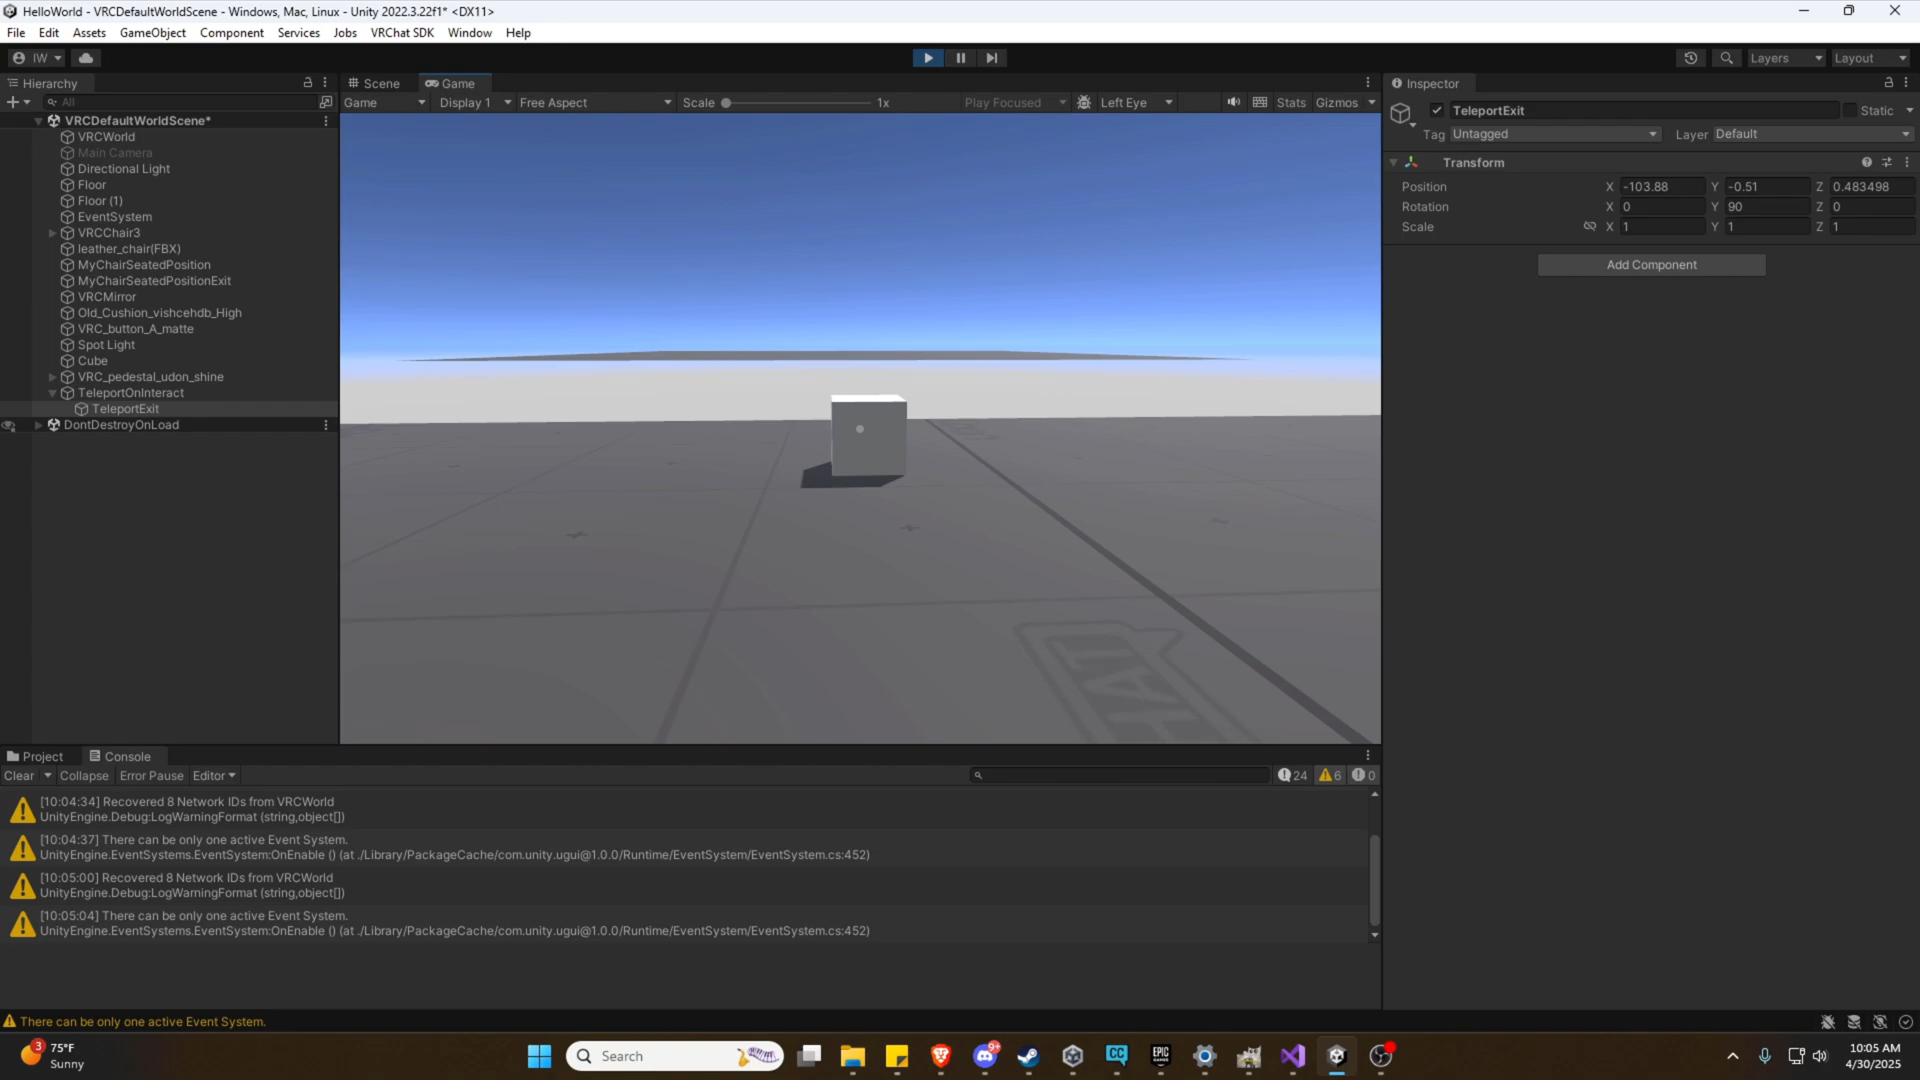 HelloWorld - VRCDefaultWorldScene - Windows, Mac, Linux - Unity 2022.3.22f1* <DX11>
File Edit Assets GameObject Component Services Jobs VRChat SDK Window Help
IW
Layers Layout
Hierarchy
All
VRCDefaultWorldScene*
VRCWorld
Main Camera
Directional Light
Floor
Floor (1)
EventSystem
VRCChair3
leather_chair(FBX)
MyChairSeatedPosition
MyChairSeatedPositionExit
VRCMirror
Old_Cushion_vishcehdb_High
VRC_button_A_matte
Spot Light
Cube
VRC_pedestal_udon_shine
TeleportOnInteract
TeleportExit
DontDestroyOnLoad
Scene Game
Game Display 1 Free Aspect Scale 1x Play Focused Left Eye Stats Gizmos
Inspector
TeleportExit Static
Tag Untagged Layer Default
Transform
Position X -103.88 Y -0.51 Z 0.483498
Rotation X 0 Y 90 Z 0
Scale X 1 Y 1 Z 1
Add Component
Project Console
Clear Collapse Error Pause Editor 24 6 0
[10:04:34] Recovered 8 Network IDs from VRCWorld
UnityEngine.Debug:LogWarningFormat (string,object[])
[10:04:37] There can be only one active Event System.
UnityEngine.EventSystems.EventSystem:OnEnable () (at ./Library/PackageCache/com.unity.ugui@1.0.0/Runtime/EventSystem/EventSystem.cs:452)
[10:05:00] Recovered 8 Network IDs from VRCWorld
UnityEngine.Debug:LogWarningFormat (string,object[])
[10:05:04] There can be only one active Event System.
UnityEngine.EventSystems.EventSystem:OnEnable () (at ./Library/PackageCache/com.unity.ugui@1.0.0/Runtime/EventSystem/EventSystem.cs:452)
There can be only one active Event System.
3
75°F
Sunny
Search
9+
CC
EPIC GAMES
10:05 AM
4/30/2025